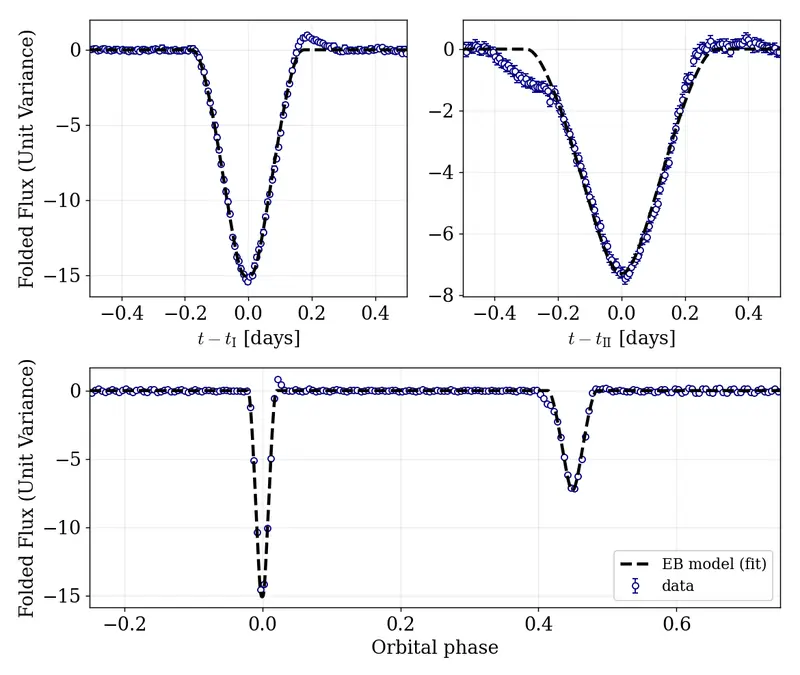 Folded Flux (Unit Variance)
0
−5
−10
−15
−0.4 −0.2 0.0 0.2 0.4
t − t_I [days]
0
−2
−4
−6
−8
−0.4 −0.2 0.0 0.2 0.4
t − t_II [days]
Folded Flux (Unit Variance)
0
−5
−10
−15
−0.2 0.0 0.2 0.4 0.6
Orbital phase
EB model (fit)
data